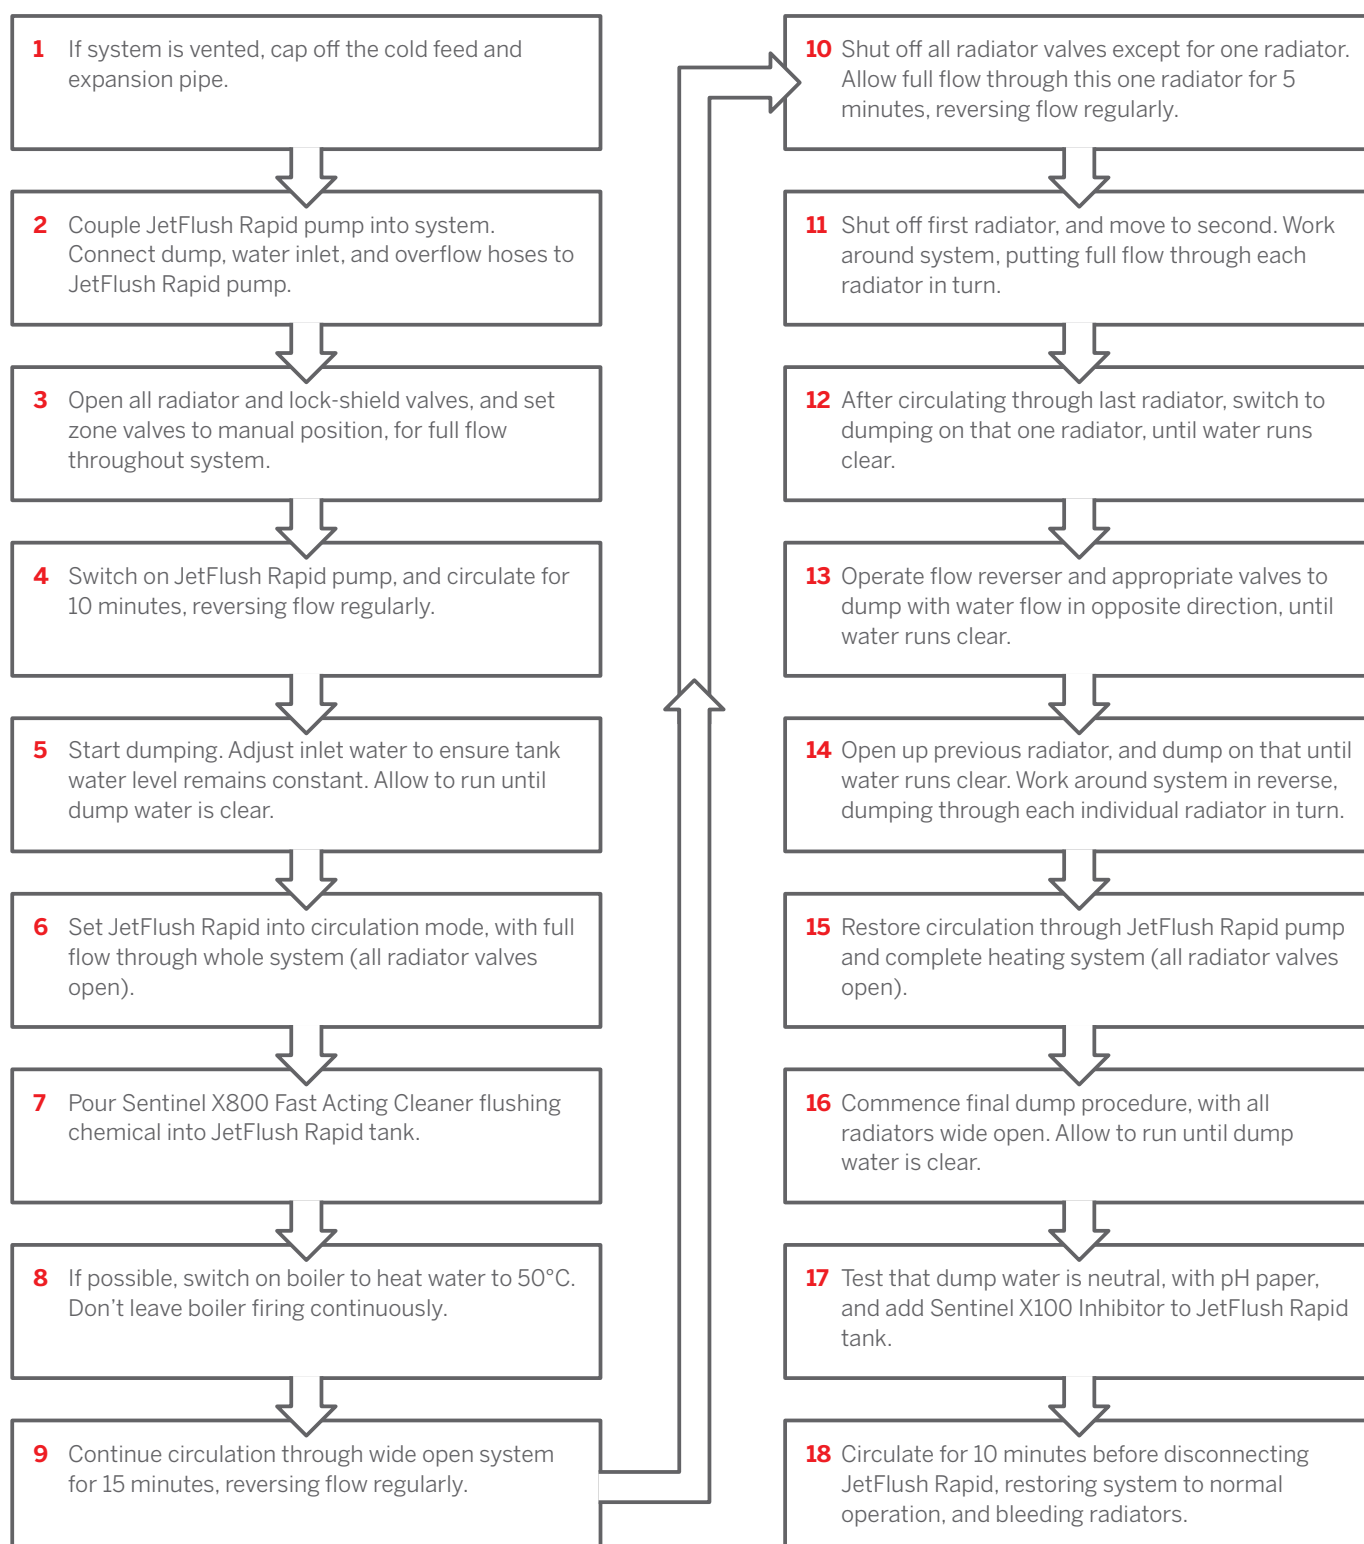 1 If system is vented, cap off the cold feed and
expansion pipe.
2 Couple JetFlush Rapid pump into system.
Connect dump, water inlet, and overflow hoses to
JetFlush Rapid pump.
3 Open all radiator and lock-shield valves, and set
zone valves to manual position, for full flow
throughout system.
4 Switch on JetFlush Rapid pump, and circulate for
10 minutes, reversing flow regularly.
5 Start dumping. Adjust inlet water to ensure tank
water level remains constant. Allow to run until
dump water is clear.
6 Set JetFlush Rapid into circulation mode, with full
flow through whole system (all radiator valves
open).
7 Pour Sentinel X800 Fast Acting Cleaner flushing
chemical into JetFlush Rapid tank.
8 If possible, switch on boiler to heat water to 50°C.
Don't leave boiler firing continuously.
9 Continue circulation through wide open system
for 15 minutes, reversing flow regularly.
10 Shut off all radiator valves except for one radiator.
Allow full flow through this one radiator for 5
minutes, reversing flow regularly.
11 Shut off first radiator, and move to second. Work
around system, putting full flow through each
radiator in turn.
12 After circulating through last radiator, switch to
dumping on that one radiator, until water runs
clear.
13 Operate flow reverser and appropriate valves to
dump with water flow in opposite direction, until
water runs clear.
14 Open up previous radiator, and dump on that until
water runs clear. Work around system in reverse,
dumping through each individual radiator in turn.
15 Restore circulation through JetFlush Rapid pump
and complete heating system (all radiator valves
open).
16 Commence final dump procedure, with all
radiators wide open. Allow to run until dump
water is clear.
17 Test that dump water is neutral, with pH paper,
and add Sentinel X100 Inhibitor to JetFlush Rapid
tank.
18 Circulate for 10 minutes before disconnecting
JetFlush Rapid, restoring system to normal
operation, and bleeding radiators.